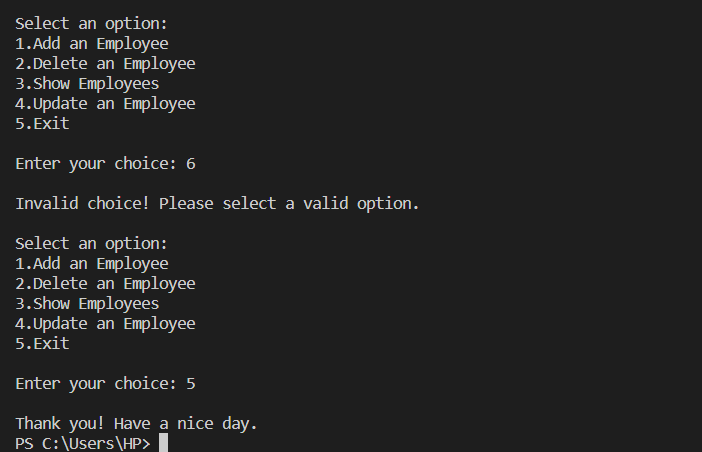 Select an option:
1.Add an Employee
2.Delete an Employee
3.Show Employees
4.Update an Employee
5.Exit
Enter your choice: 6
Invalid choice! Please select a valid option.
Select an option:
1.Add an Employee
2.Delete an Employee
3.Show Employees
4.Update an Employee
5.Exit
Enter your choice: 5
Thank you! Have a nice day.
PS C:\Users\HP>